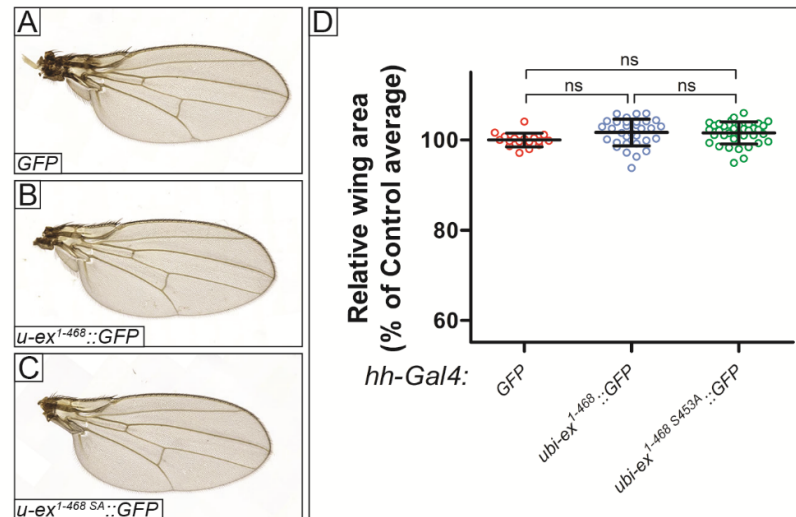 A
GFP
B
u-ex1-468::GFP
C
u-ex1-468 SA::GFP
D
ns
ns ns
Relative wing area
(% of Control average)
100
80
60
hh-Gal4:
GFP
ubi-ex1-468::GFP
ubi-ex1-468 S453A::GFP